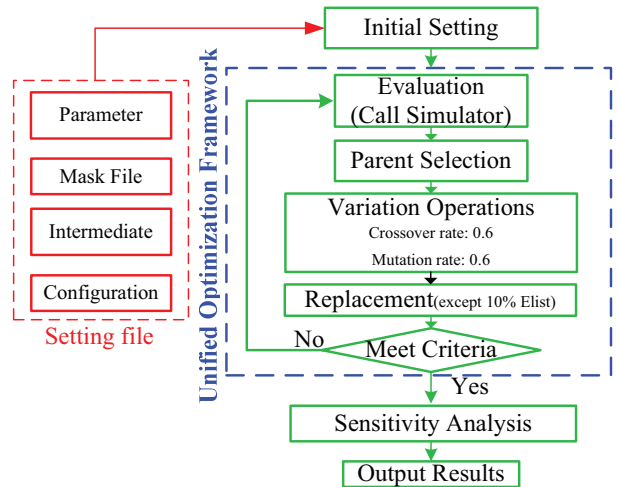 Initial Setting
Parameter
Mask File
Intermediate
Configuration
Setting file
Unified Optimization Framework
Evaluation
(Call Simulator)
Parent Selection
Variation Operations
Crossover rate: 0.6
Mutation rate: 0.6
Replacement(except 10% Elist)
No
Meet Criteria
Yes
Sensitivity Analysis
Output Results